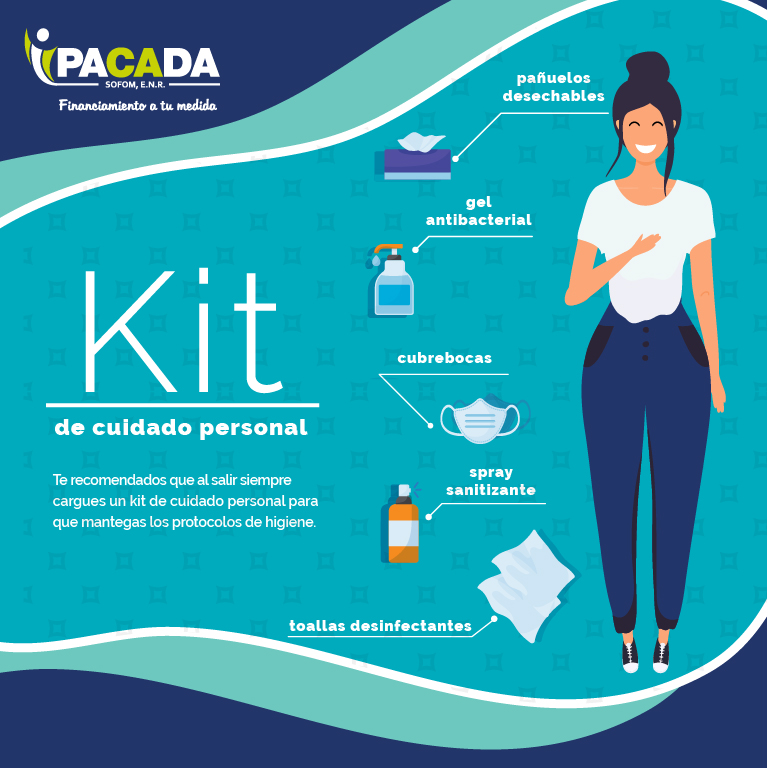 PACADA
SOFOM, E.N.R.
Financiamiento a tu medida
pañuelos
desechables
gel
antibacterial
Kit
de cuidado personal
Te recomendados que al salir siempre
cargues un kit de cuidado personal para
que mantegas los protocolos de higiene.
cubrebocas
spray
sanitizante
toallas desinfectantes